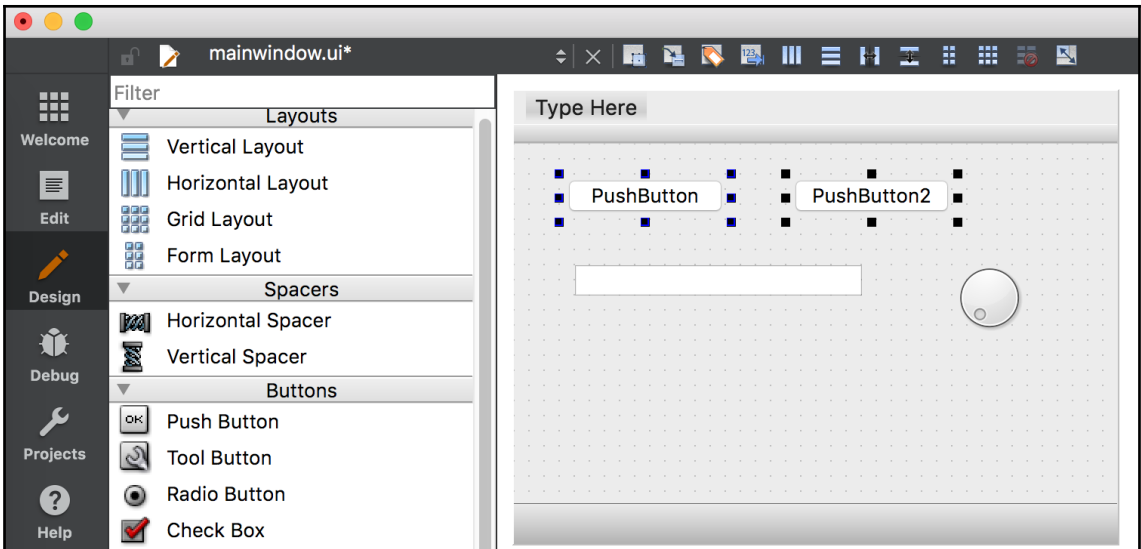 mainwindow.ui*
123
Welcome
Edit
Design
Debug
Projects
Help
Filter
Layouts
Vertical Layout
Horizontal Layout
Grid Layout
Form Layout
Spacers
Horizontal Spacer
Vertical Spacer
Buttons
OK
Push Button
Tool Button
Radio Button
Check Box
Type Here
PushButton
PushButton2